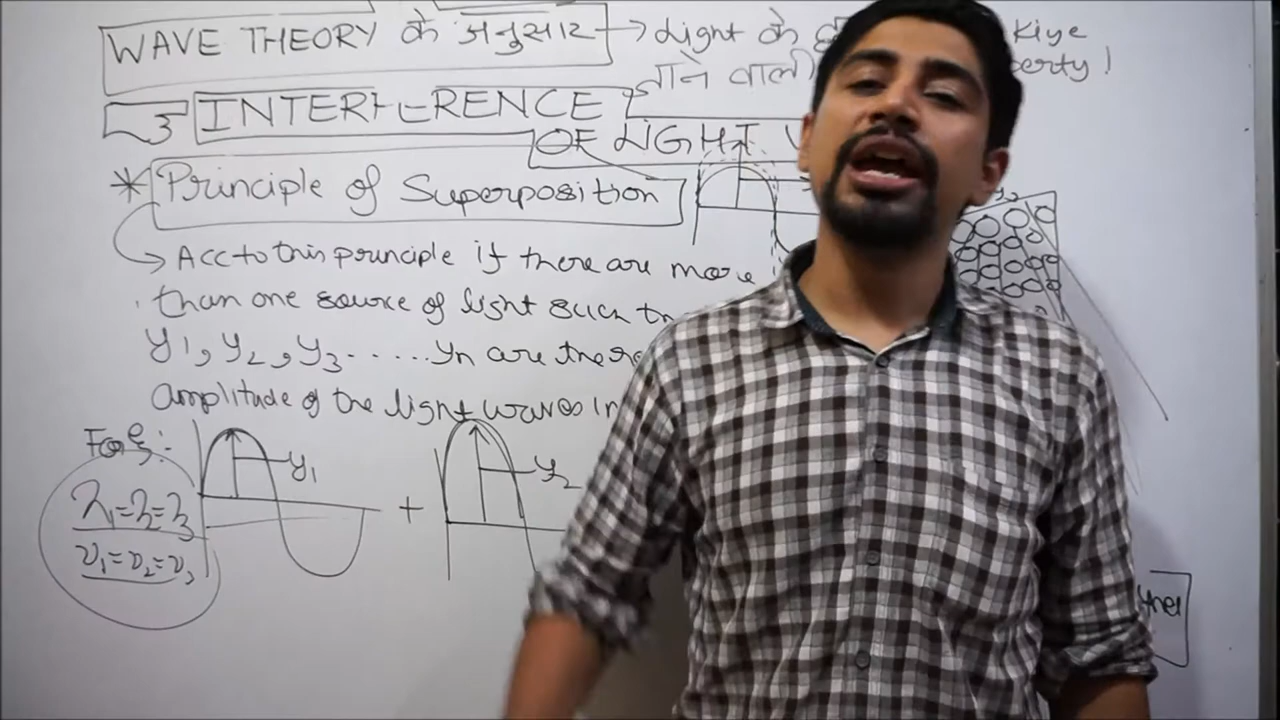 WAVE THEORY के अनुसार → Light के Kiye
जाने वाली perty!
3 INTERFERENCE
OF LIGHT
* Principle of Superposition
→ Acc to this principle if there are more
than one source of light such
y1, y2, y3 ...... yn are
amplitude of the light waves
For eg:-
y1 + y2
λ1=λ2=λ3
ν1=ν2=ν3